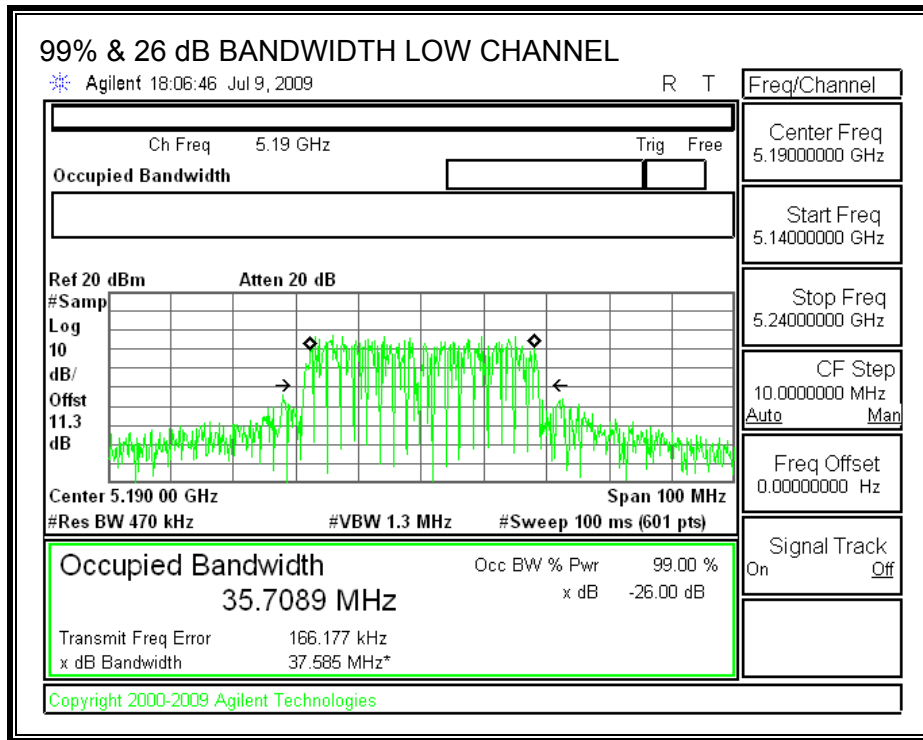 99% & 26 dB BANDWIDTH LOW CHANNEL
Agilent 18:06:46 Jul 9, 2009 R T
Ch Freq 5.19 GHz Trig Free
Occupied Bandwidth
Ref 20 dBm Atten 20 dB
#Samp
Log
10
dB/
Offst
11.3
dB
Center 5.190 00 GHz Span 100 MHz
#Res BW 470 kHz #VBW 1.3 MHz #Sweep 100 ms (601 pts)
Occupied Bandwidth Occ BW % Pwr 99.00 %
35.7089 MHz x dB -26.00 dB
Transmit Freq Error 166.177 kHz
x dB Bandwidth 37.585 MHz*
Copyright 2000-2009 Agilent Technologies
Freq/Channel
Center Freq
5.19000000 GHz
Start Freq
5.14000000 GHz
Stop Freq
5.24000000 GHz
CF Step
10.0000000 MHz
Auto Man
Freq Offset
0.00000000 Hz
Signal Track
On Off